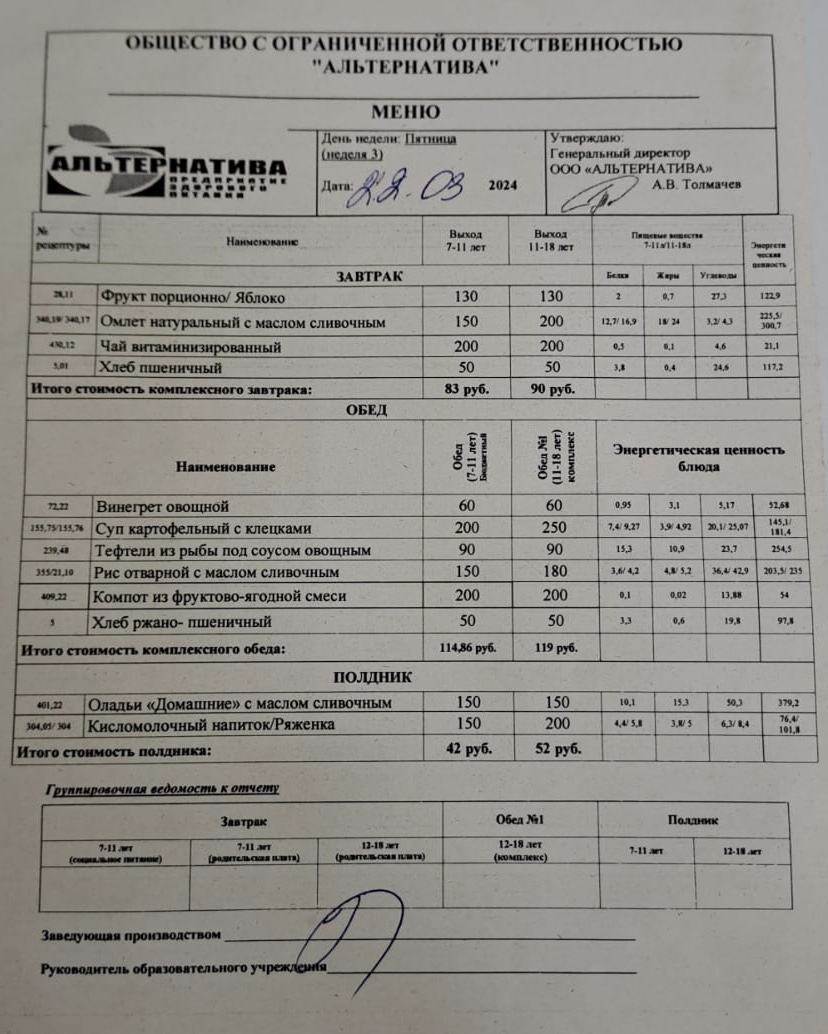 ОБЩЕСТВО С ОГРАНИЧЕННОЙ ОТВЕТСТВЕННОСТЬЮ
"АЛЬТЕРНАТИВА"
МЕНЮ
АЛЬТЕРНАТИВА
ПРЕДПРИЯТИЕ
ЗДОРОВОГО
ПИТАНИЯ
День недели: Пятница
(неделя 3)
Дата: 22.03 2024
Утверждаю:
Генеральный директор
ООО «АЛЬТЕРНАТИВА»
А.В. Толмачев
№ рецептуры Наименование Выход 7-11 лет Выход 11-18 лет Пищевые вещества 7-11л/11-18л Энергети ческая ценность
ЗАВТРАК Белки Жиры Углеводы
28,11 Фрукт порционно/ Яблоко 130 130 2 0,7 27,3 122,9
340,19/ 340,17 Омлет натуральный с маслом сливочным 150 200 12,7/ 16,9 18/ 24 3,2/ 4,3 225,5/ 300,7
430,12 Чай витаминизированный 200 200 0,5 0,1 4,6 21,1
5,01 Хлеб пшеничный 50 50 3,8 0,4 24,6 117,2
Итого стоимость комплексного завтрака: 83 руб. 90 руб.
ОБЕД
Наименование Обед (7-11 лет) Бюджетный Обед №1 (11-18 лет) комплекс Энергетическая ценность блюда
72,22 Винегрет овощной 60 60 0,95 3,1 5,17 52,68
155,75/155,76 Суп картофельный с клецками 200 250 7,4/ 9,27 3,9/ 4,92 20,1/ 25,07 145,1/ 181,4
239,48 Тефтели из рыбы под соусом овощным 90 90 15,3 10,9 23,7 254,5
355/21,10 Рис отварной с маслом сливочным 150 180 3,6/ 4,2 4,8/ 5,2 36,4/ 42,9 203,5/ 235
409,22 Компот из фруктово-ягодной смеси 200 200 0,1 0,02 13,88 54
5 Хлеб ржано- пшеничный 50 50 3,3 0,6 19,8 97,8
Итого стоимость комплексного обеда: 114,86 руб. 119 руб.
ПОЛДНИК
401,22 Оладьи «Домашние» с маслом сливочным 150 150 10,1 15,3 50,3 379,2
304,05/ 304 Кисломолочный напиток/Ряженка 150 200 4,4/ 5,8 3,8/ 5 6,3/ 8,4 76,4/ 101,8
Итого стоимость полдника: 42 руб. 52 руб.
Группировочная ведомость к отчету
Завтрак Обед №1 Полдник
7-11 лет (социальное питание) 7-11 лет (родительская плата) 12-18 лет (родительская плата) 12-18 лет (комплекс) 7-11 лет 12-18 лет
Заведующая производством
Руководитель образовательного учреждения